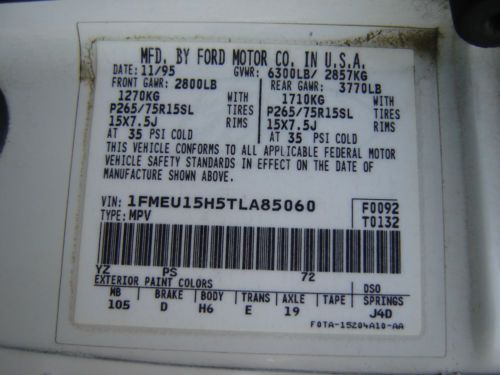 MFD. BY FORD MOTOR CO. IN U.S.A.
DATE: 11/95 GVWR: 6300LB/ 2857KG
FRONT GAWR: 2800LB REAR GAWR: 3770LB
1270KG WITH 1710KG WITH
P265/75R15SL TIRES P265/75R15SL TIRES
15X7.5J RIMS 15X7.5J RIMS
AT 35 PSI COLD AT 35 PSI COLD
THIS VEHICLE CONFORMS TO ALL APPLICABLE FEDERAL MOTOR
VEHICLE SAFETY STANDARDS IN EFFECT ON THE DATE OF
MANUFACTURE SHOWN ABOVE.
VIN: 1FMEU15H5TLA85060 F0092
TYPE: MPV T0132
YZ PS 72
EXTERIOR PAINT COLORS DSO
WB BRAKE BODY TRANS AXLE TAPE SPRINGS
105 D H6 E 19 J4D
F0TA-15204A10-AA